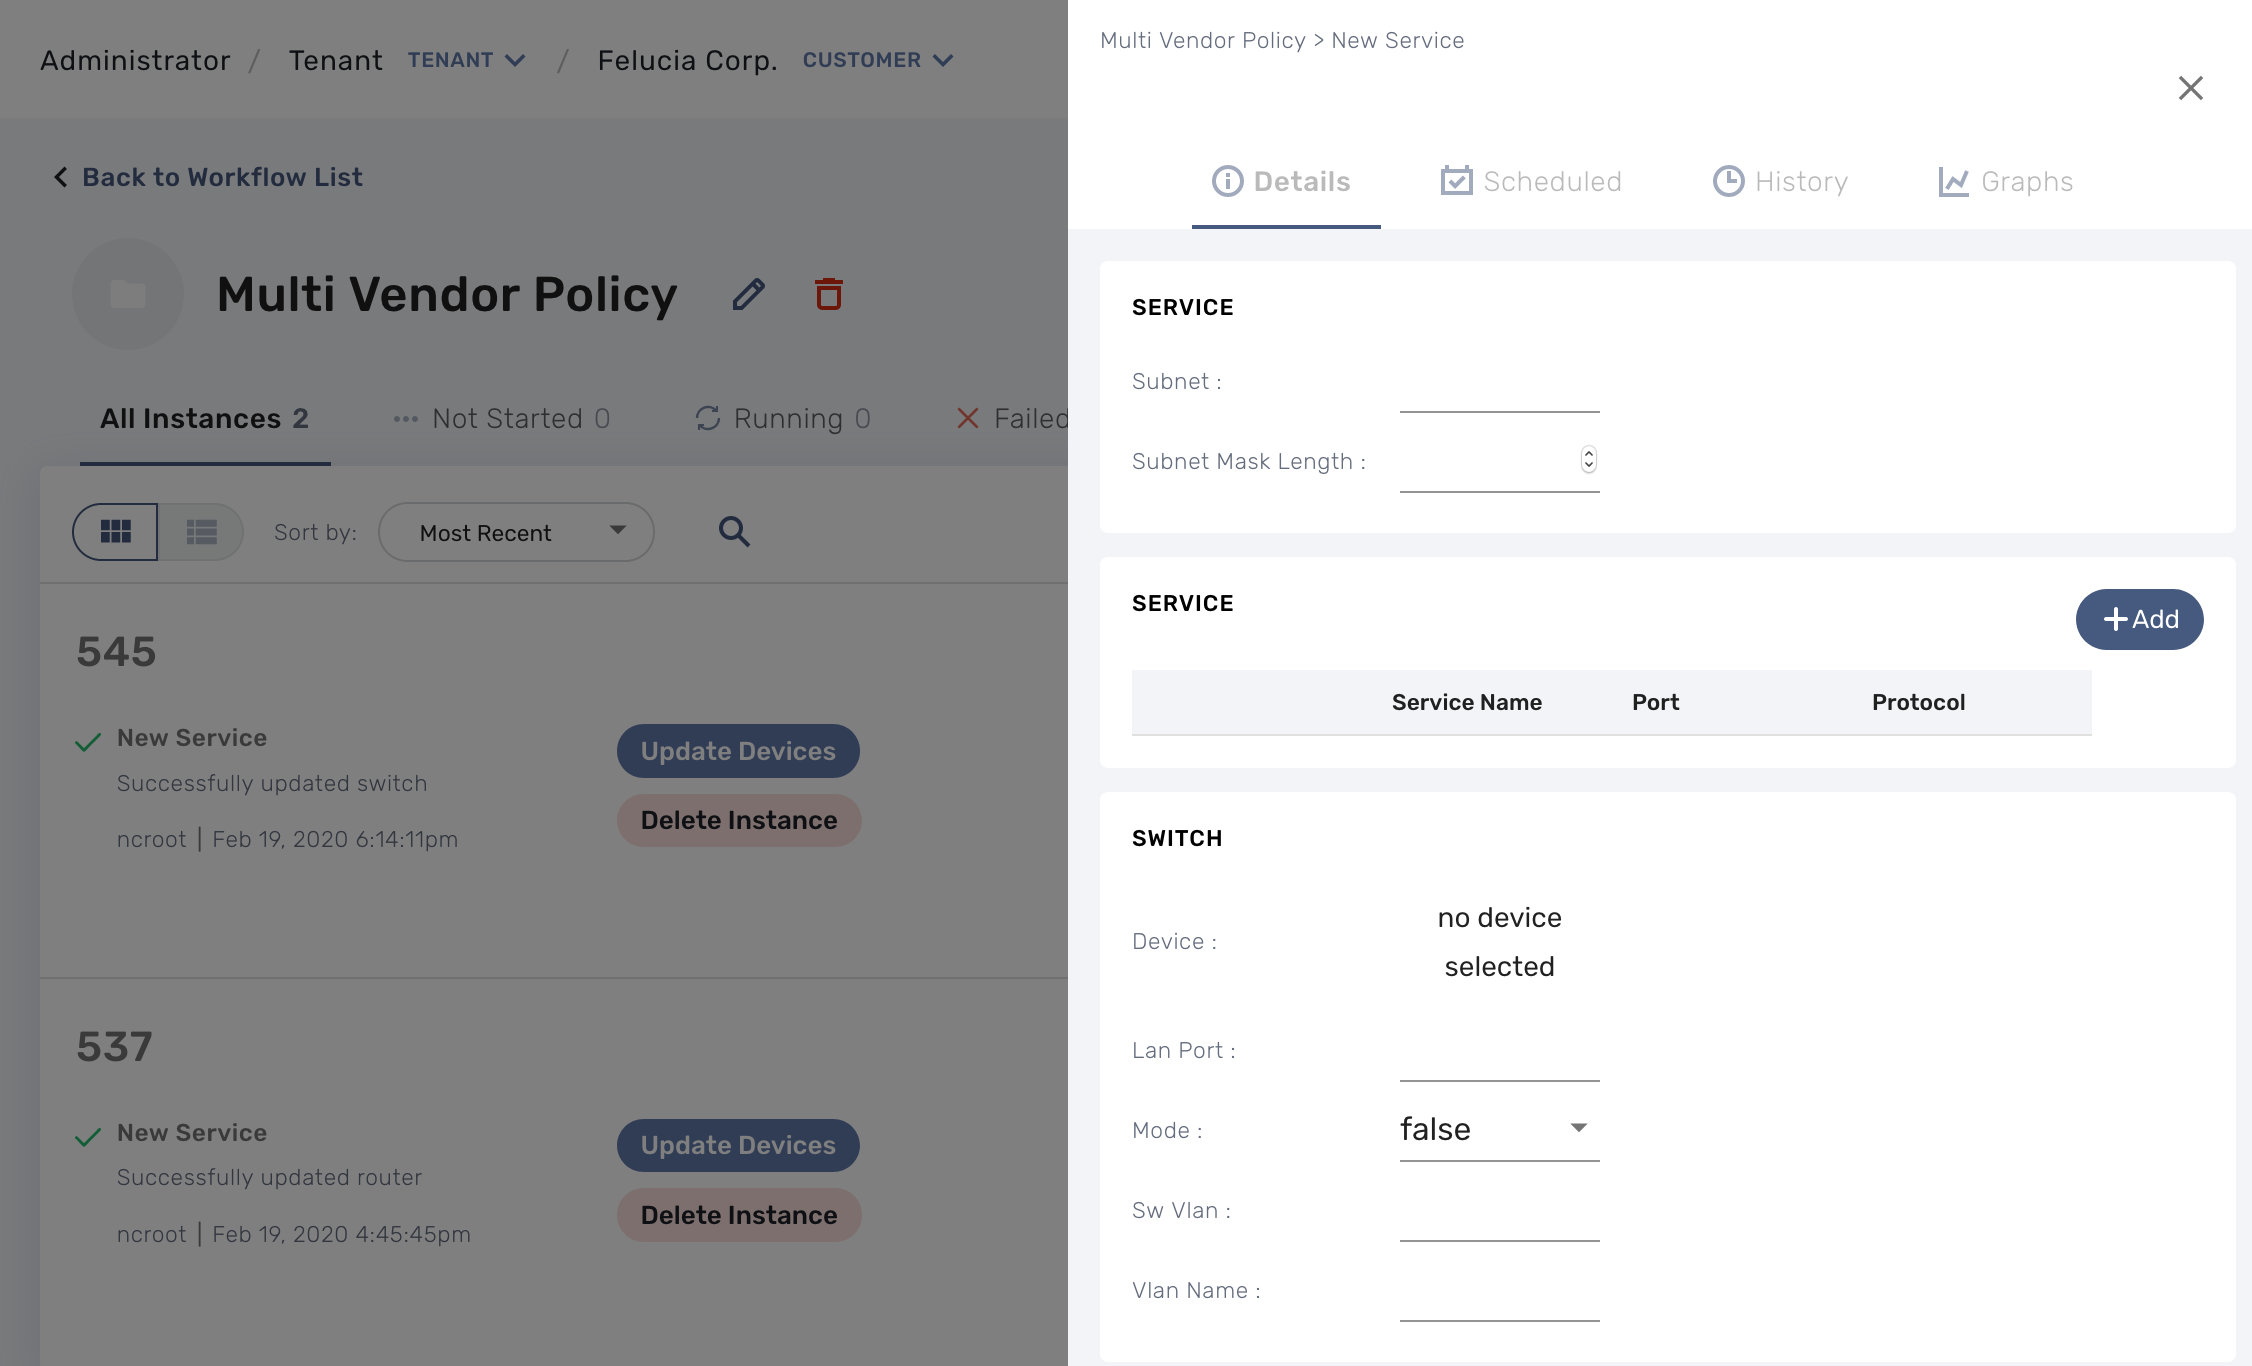 Administrator / Tenant TENANT / Felucia Corp. CUSTOMER
Back to Workflow List
Multi Vendor Policy
All Instances 2 Not Started 0 Running 0 Failed
Sort by: Most Recent
545
New Service
Successfully updated switch
ncroot | Feb 19, 2020 6:14:11pm
Update Devices
Delete Instance
537
New Service
Successfully updated router
ncroot | Feb 19, 2020 4:45:45pm
Update Devices
Delete Instance
Multi Vendor Policy > New Service
Details Scheduled History Graphs
SERVICE
Subnet :
Subnet Mask Length :
SERVICE
Add
Service Name Port Protocol
SWITCH
Device : no device
selected
Lan Port :
Mode : false
Sw Vlan :
Vlan Name :